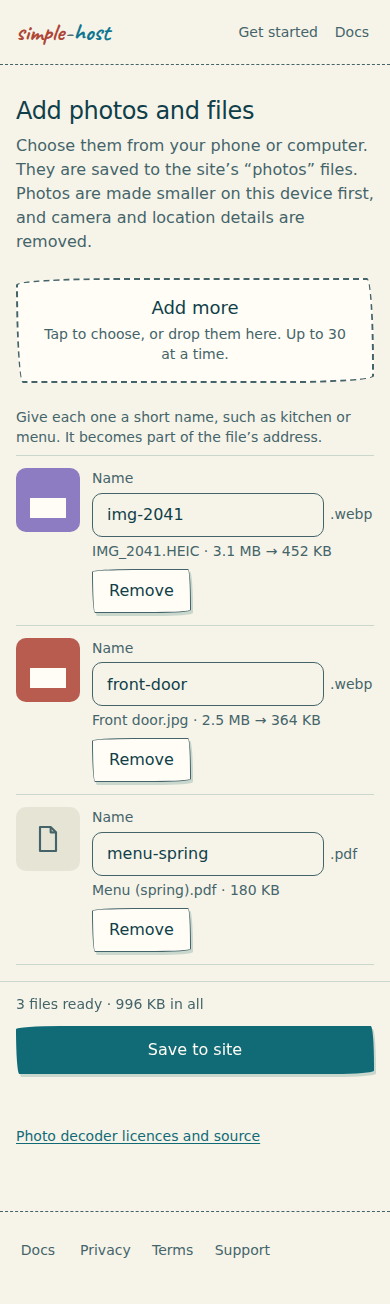 simple-host
Get started Docs
Add photos and files
Choose them from your phone or computer.
They are saved to the site’s “photos” files.
Photos are made smaller on this device first,
and camera and location details are
removed.
Add more
Tap to choose, or drop them here. Up to 30
at a time.
Give each one a short name, such as kitchen or
menu. It becomes part of the file’s address.
Name
img-2041 .webp
IMG_2041.HEIC · 3.1 MB → 452 KB
Remove
Name
front-door .webp
Front door.jpg · 2.5 MB → 364 KB
Remove
Name
menu-spring .pdf
Menu (spring).pdf · 180 KB
Remove
3 files ready · 996 KB in all
Save to site
Photo decoder licences and source
Docs Privacy Terms Support